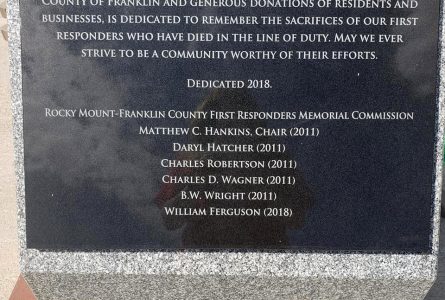 COUNTY OF FRANKLIN AND GENEROUS DONATIONS OF RESIDENTS AND
BUSINESSES, IS DEDICATED TO REMEMBER THE SACRIFICES OF OUR FIRST
RESPONDERS WHO HAVE DIED IN THE LINE OF DUTY. MAY WE EVER
STRIVE TO BE A COMMUNITY WORTHY OF THEIR EFFORTS.
DEDICATED 2018.
ROCKY MOUNT-FRANKLIN COUNTY FIRST RESPONDERS MEMORIAL COMMISSION
MATTHEW C. HANKINS, CHAIR (2011)
DARYL HATCHER (2011)
CHARLES ROBERTSON (2011)
CHARLES D. WAGNER (2011)
B.W. WRIGHT (2011)
WILLIAM FERGUSON (2018)